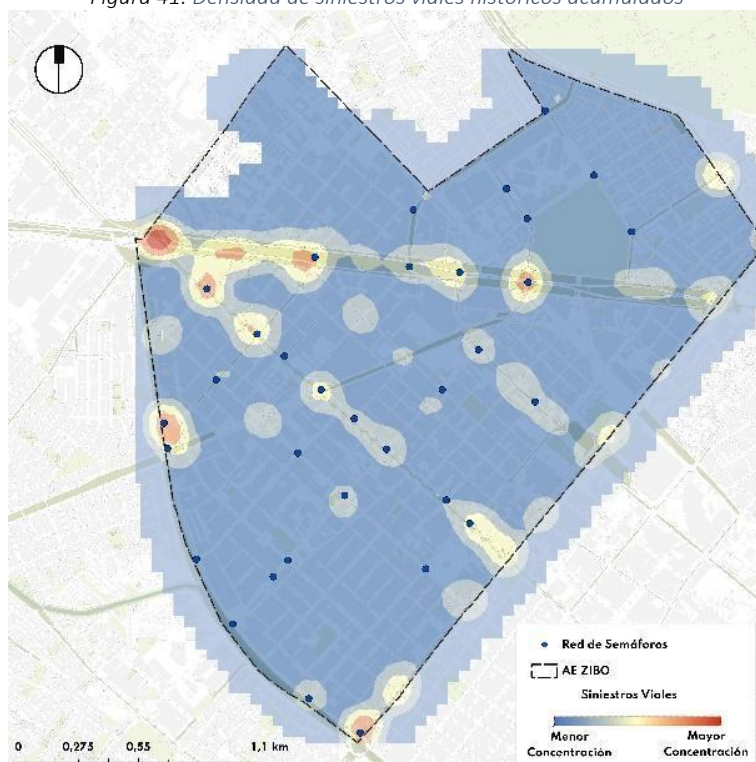 Figura 41. Densidad de siniestros viales históricos acumulados
Red de Semáforos
AE ZIBO
Siniestros Viales
Menor Concentración
Mayor Concentración
0 0,275 0,55 1,1 km